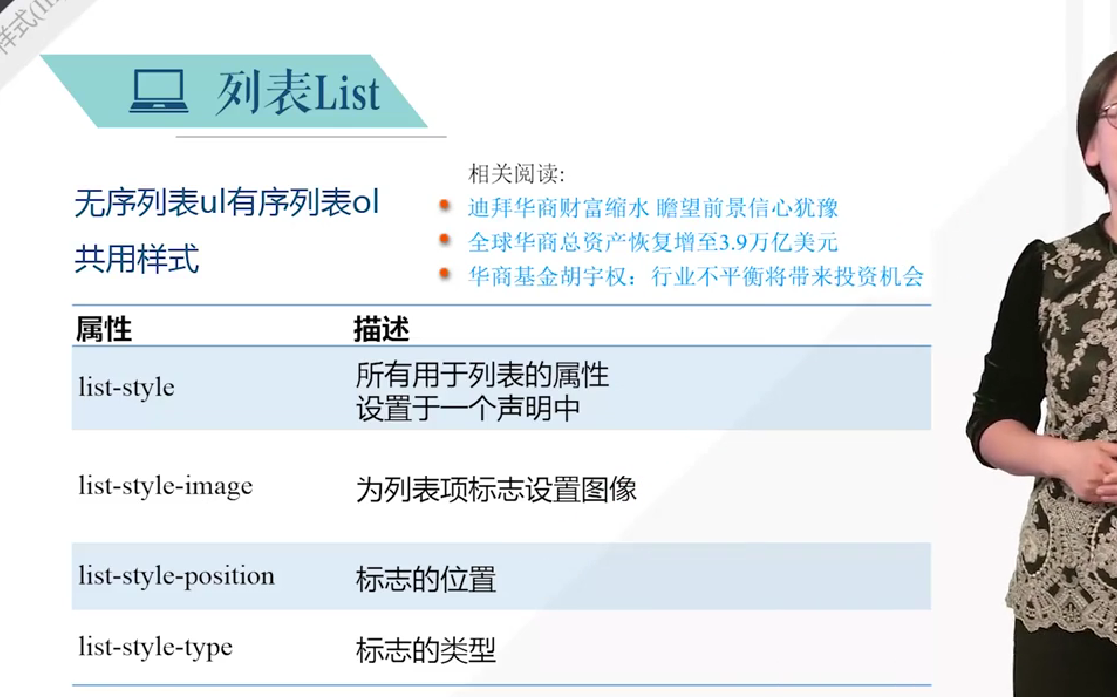 样式
列表List
无序列表ul有序列表ol
共用样式
相关阅读:
迪拜华商财富缩水 瞻望前景信心犹豫
全球华商总资产恢复增至3.9万亿美元
华商基金胡宇权：行业不平衡将带来投资机会
属性 描述
list-style 所有用于列表的属性
设置于一个声明中
list-style-image 为列表项标志设置图像
list-style-position 标志的位置
list-style-type 标志的类型